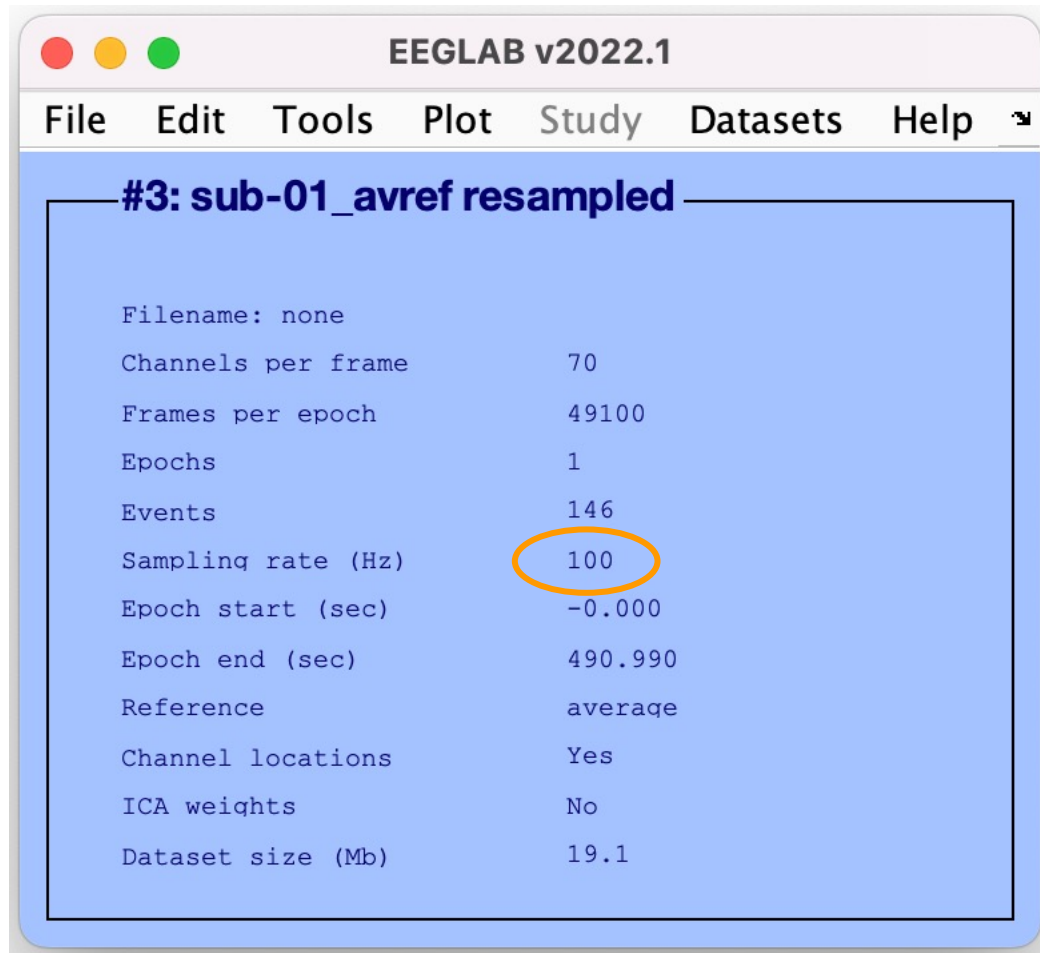 EEGLAB v2022.1
File Edit Tools Plot Study Datasets Help
#3: sub-01_avref resampled
Filename: none
Channels per frame 70
Frames per epoch 49100
Epochs 1
Events 146
Sampling rate (Hz) 100
Epoch start (sec) -0.000
Epoch end (sec) 490.990
Reference average
Channel locations Yes
ICA weights No
Dataset size (Mb) 19.1